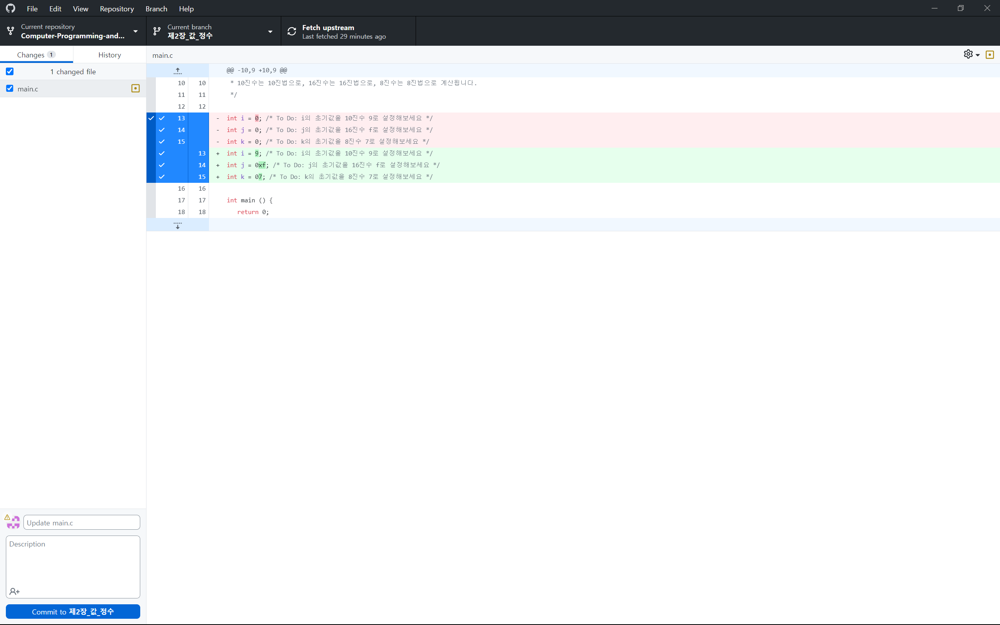 File Edit View Repository Branch Help
Current repository
Computer-Programming-and...
Current branch
제2장_값_정수
Fetch upstream
Last fetched 29 minutes ago
Changes 1 History
main.c
1 changed file
main.c
@@ -10,9 +10,9 @@
10 10 * 10진수는 10진법으로, 16진수는 16진법으로, 8진수는 8진법으로 계산됩니다.
11 11 */
12 12
13 - int i = 0; /* To Do: i의 초기값을 10진수 9로 설정해보세요 */
14 - int j = 0; /* To Do: j의 초기값을 16진수 f로 설정해보세요 */
15 - int k = 0; /* To Do: k의 초기값을 8진수 7로 설정해보세요 */
13 + int i = 9; /* To Do: i의 초기값을 10진수 9로 설정해보세요 */
14 + int j = 0xf; /* To Do: j의 초기값을 16진수 f로 설정해보세요 */
15 + int k = 07; /* To Do: k의 초기값을 8진수 7로 설정해보세요 */
16 16
17 17 int main () {
18 18 return 0;
Update main.c
Description
Commit to 제2장_값_정수